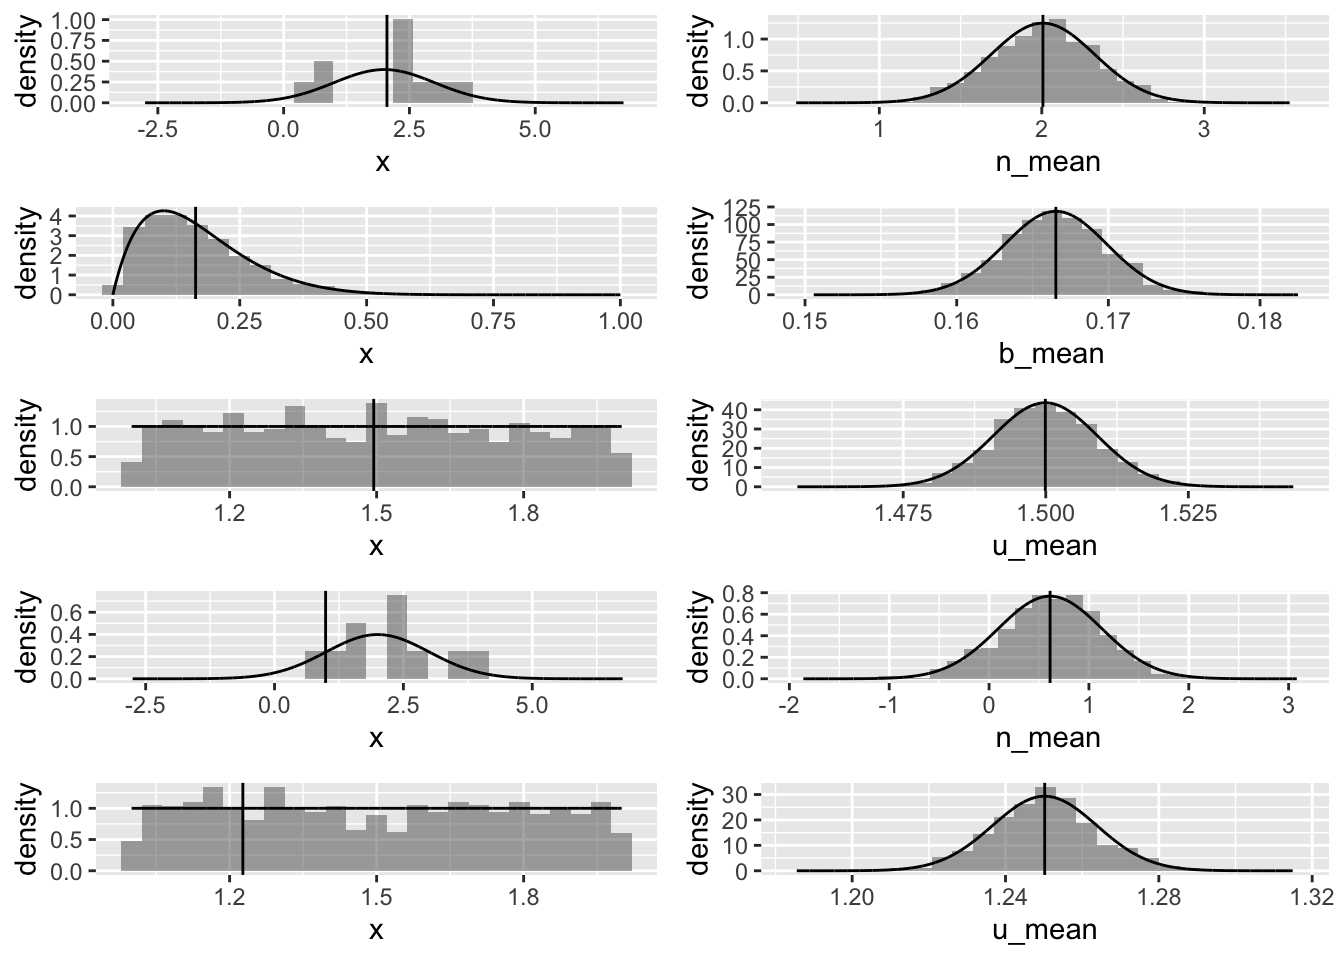 density
1.00
0.75
0.50
0.25
0.00
-2.5 0.0 2.5 5.0
x
density
1.0
0.5
0.0
1 2 3
n_mean
density
4
3
2
1
0
0.00 0.25 0.50 0.75 1.00
x
density
125
100
75
50
25
0
0.15 0.16 0.17 0.18
b_mean
density
1.0
0.5
0.0
1.2 1.5 1.8
x
density
40
30
20
10
0
1.475 1.500 1.525
u_mean
density
0.6
0.4
0.2
0.0
-2.5 0.0 2.5 5.0
x
density
0.8
0.6
0.4
0.2
0.0
-2 -1 0 1 2 3
n_mean
density
1.0
0.5
0.0
1.2 1.5 1.8
x
density
30
20
10
0
1.20 1.24 1.28 1.32
u_mean